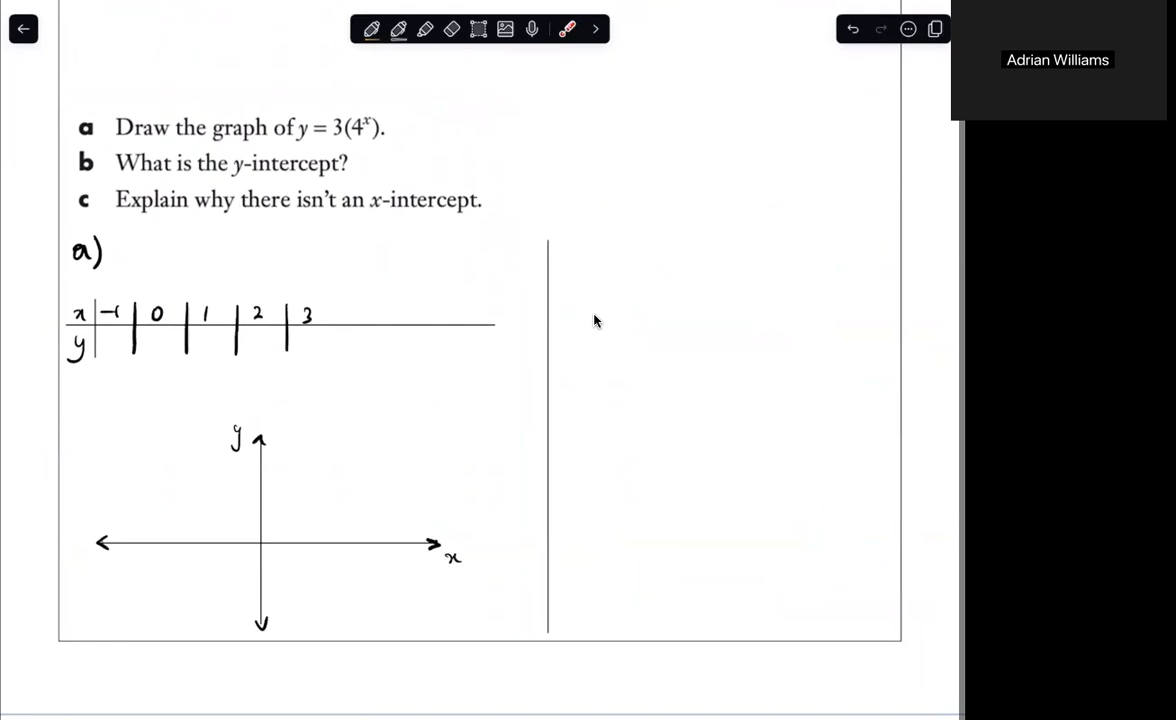 Adrian Williams
a Draw the graph of y = 3(4ˣ).
b What is the y-intercept?
c Explain why there isn't an x-intercept.
a)
x -1 0 1 2 3
y
y
x